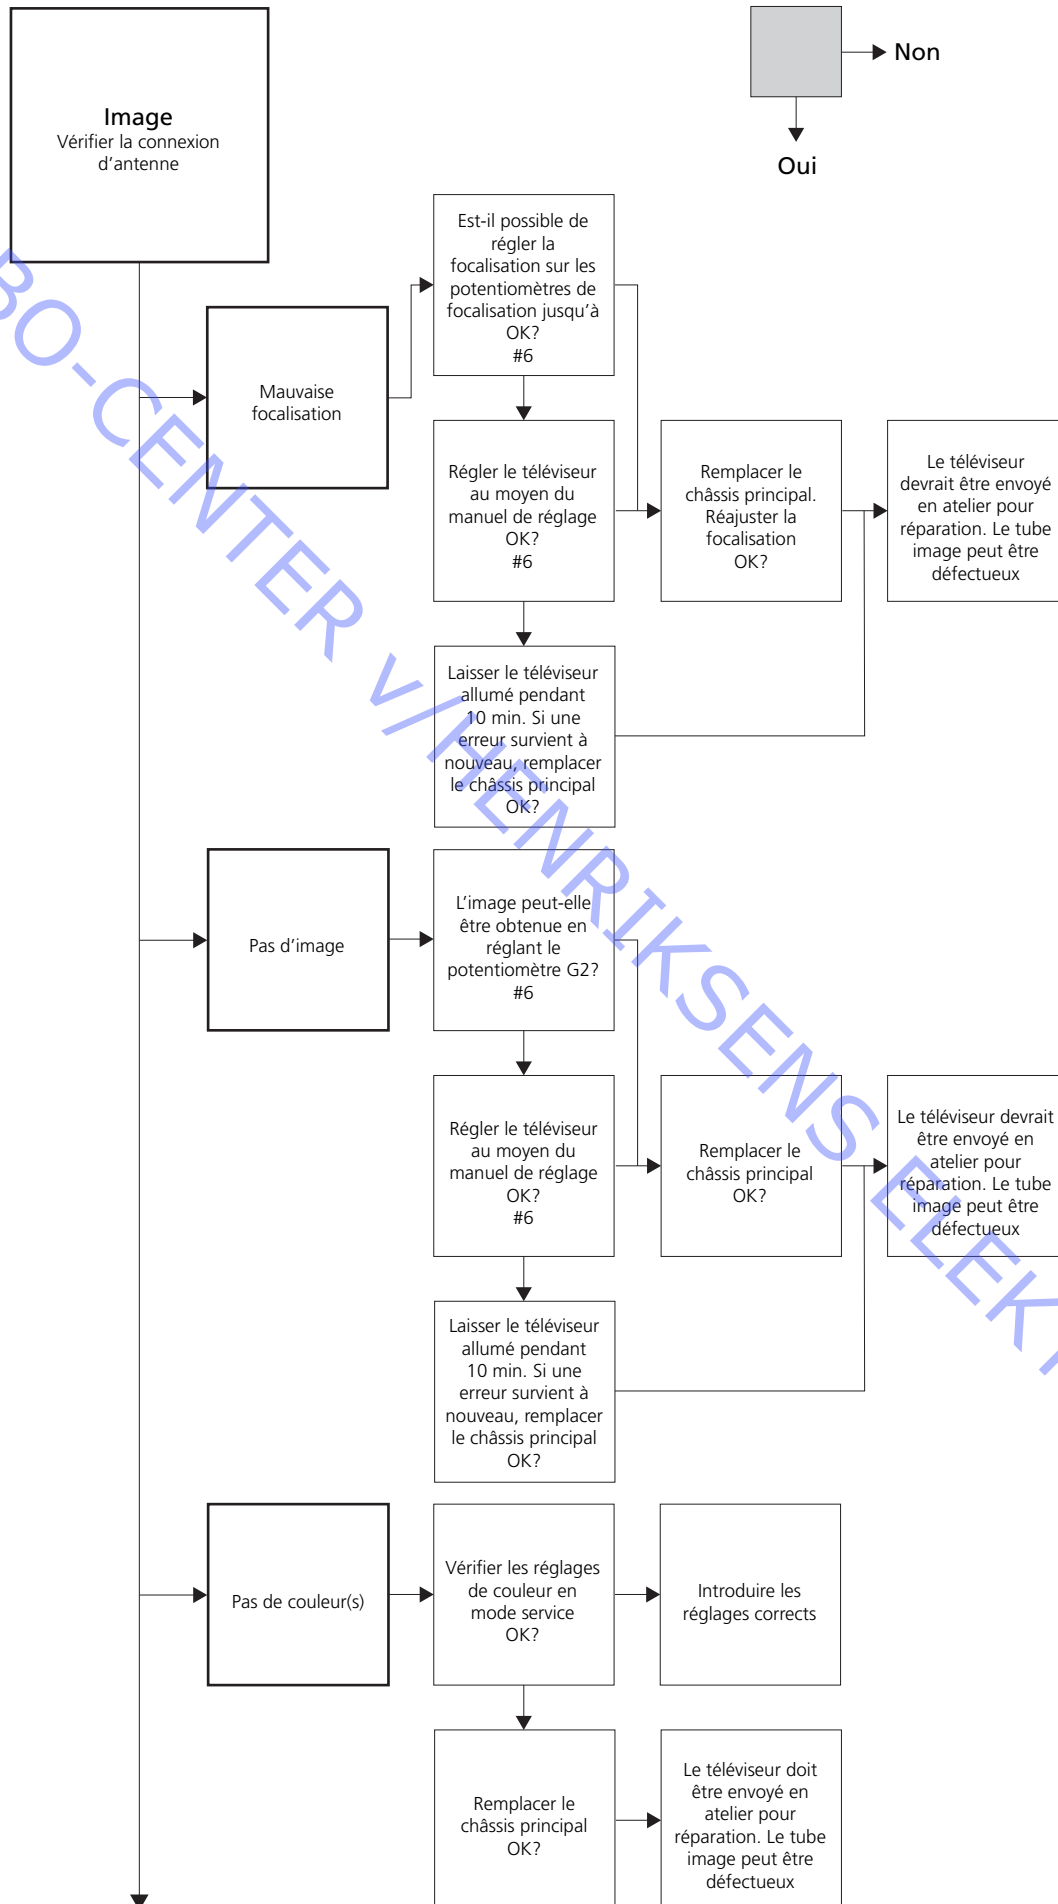 Image
Vérifier la connexion
d’antenne
Non
Oui
Est-il possible de
régler la
focalisation sur les
potentiomètres de
focalisation jusqu’à
OK?
#6
Mauvaise
focalisation
Régler le téléviseur
au moyen du
manuel de réglage
OK?
#6
Remplacer le
châssis principal.
Réajuster la
focalisation
OK?
Le téléviseur
devrait être envoyé
en atelier pour
réparation. Le tube
image peut être
défectueux
Laisser le téléviseur
allumé pendant
10 min. Si une
erreur survient à
nouveau, remplacer
le châssis principal
OK?
Pas d’image
L’image peut-elle
être obtenue en
réglant le
potentiomètre G2?
#6
Régler le téléviseur
au moyen du
manuel de réglage
OK?
#6
Remplacer le
châssis principal
OK?
Le téléviseur devrait
être envoyé en
atelier pour
réparation. Le tube
image peut être
défectueux
Laisser le téléviseur
allumé pendant
10 min. Si une
erreur survient à
nouveau, remplacer
le châssis principal
OK?
Pas de couleur(s)
Vérifier les réglages
de couleur en
mode service
OK?
Introduire les
réglages corrects
Remplacer le
châssis principal
OK?
Le téléviseur doit
être envoyé en
atelier pour
réparation. Le tube
image peut être
défectueux
BO-CENTER v/HENRIKSENS